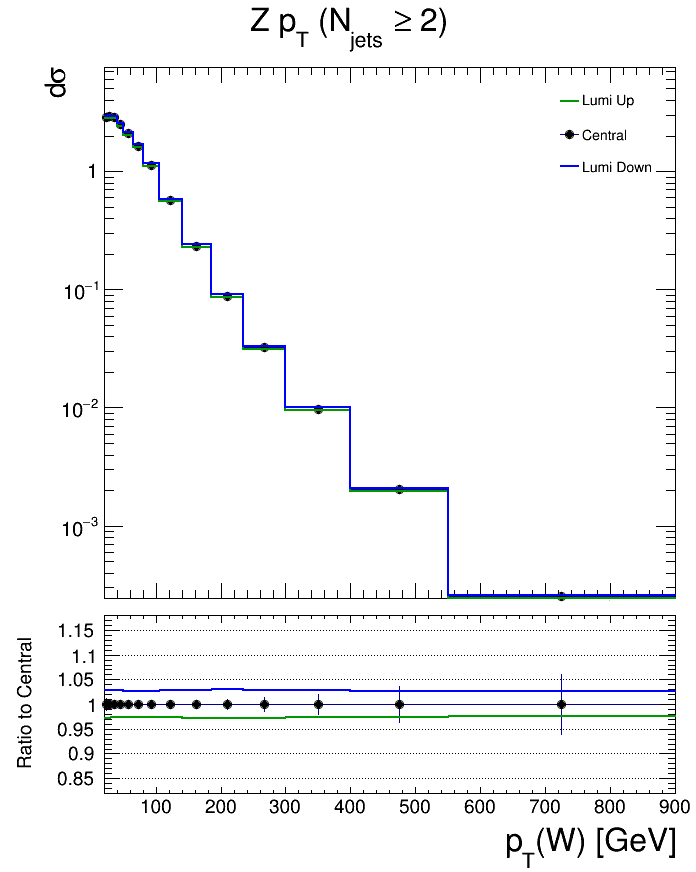 Z p_T (N_jets ≥ 2)
dσ
Lumi Up
Central
Lumi Down
1
10^−1
10^−2
10^−3
Ratio to Central
1.15
1.1
1.05
1
0.95
0.9
0.85
100 200 300 400 500 600 700 800 900
p_T(W) [GeV]